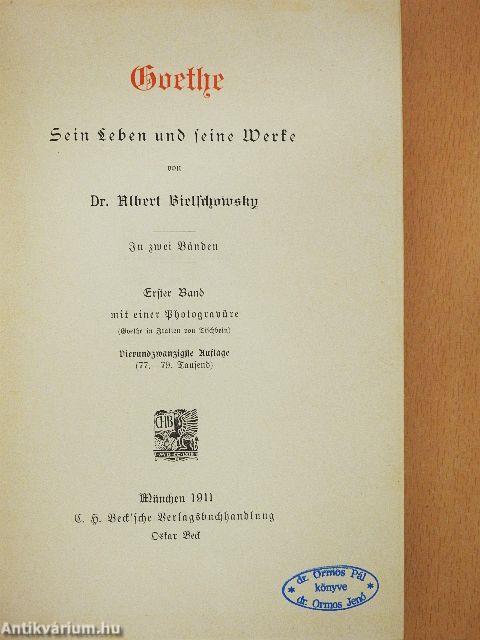 Goethe
Sein Leben und seine Werke
von
Dr. Albert Bielschowsky
In zwei Bänden
Erster Band
mit einer Photogravüre
(Goethe in Italien von Tischbein)
Vierundzwanzigste Auflage
(77.-79. Tausend)
CHB
München 1911
C. H. Beck'sche Verlagsbuchhandlung
Oskar Beck
* dr. Ormos Pál
könyve
dr. Ormos Jenő *
Antikvárium.hu